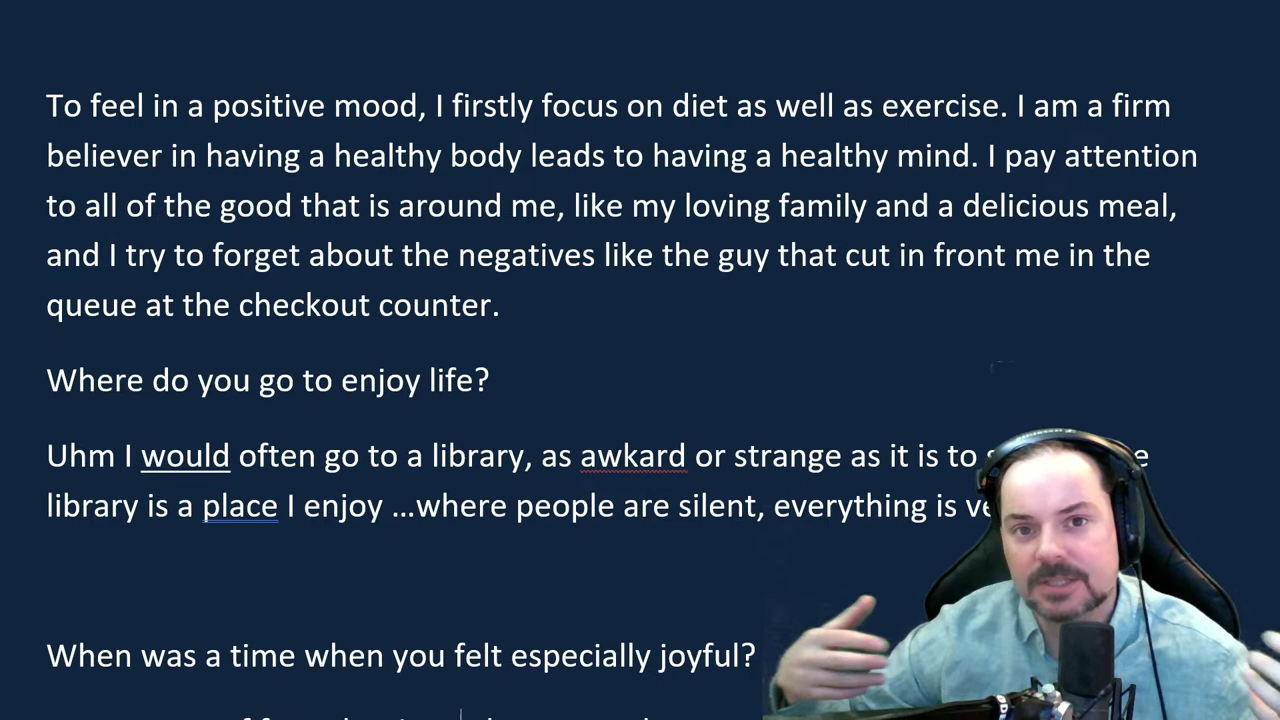 To feel in a positive mood, I firstly focus on diet as well as exercise. I am a firm
believer in having a healthy body leads to having a healthy mind. I pay attention
to all of the good that is around me, like my loving family and a delicious meal,
and I try to forget about the negatives like the guy that cut in front me in the
queue at the checkout counter.
Where do you go to enjoy life?
Uhm I would often go to a library, as awkard or strange as it is to
library is a place I enjoy …where people are silent, everything is
When was a time when you felt especially joyful?